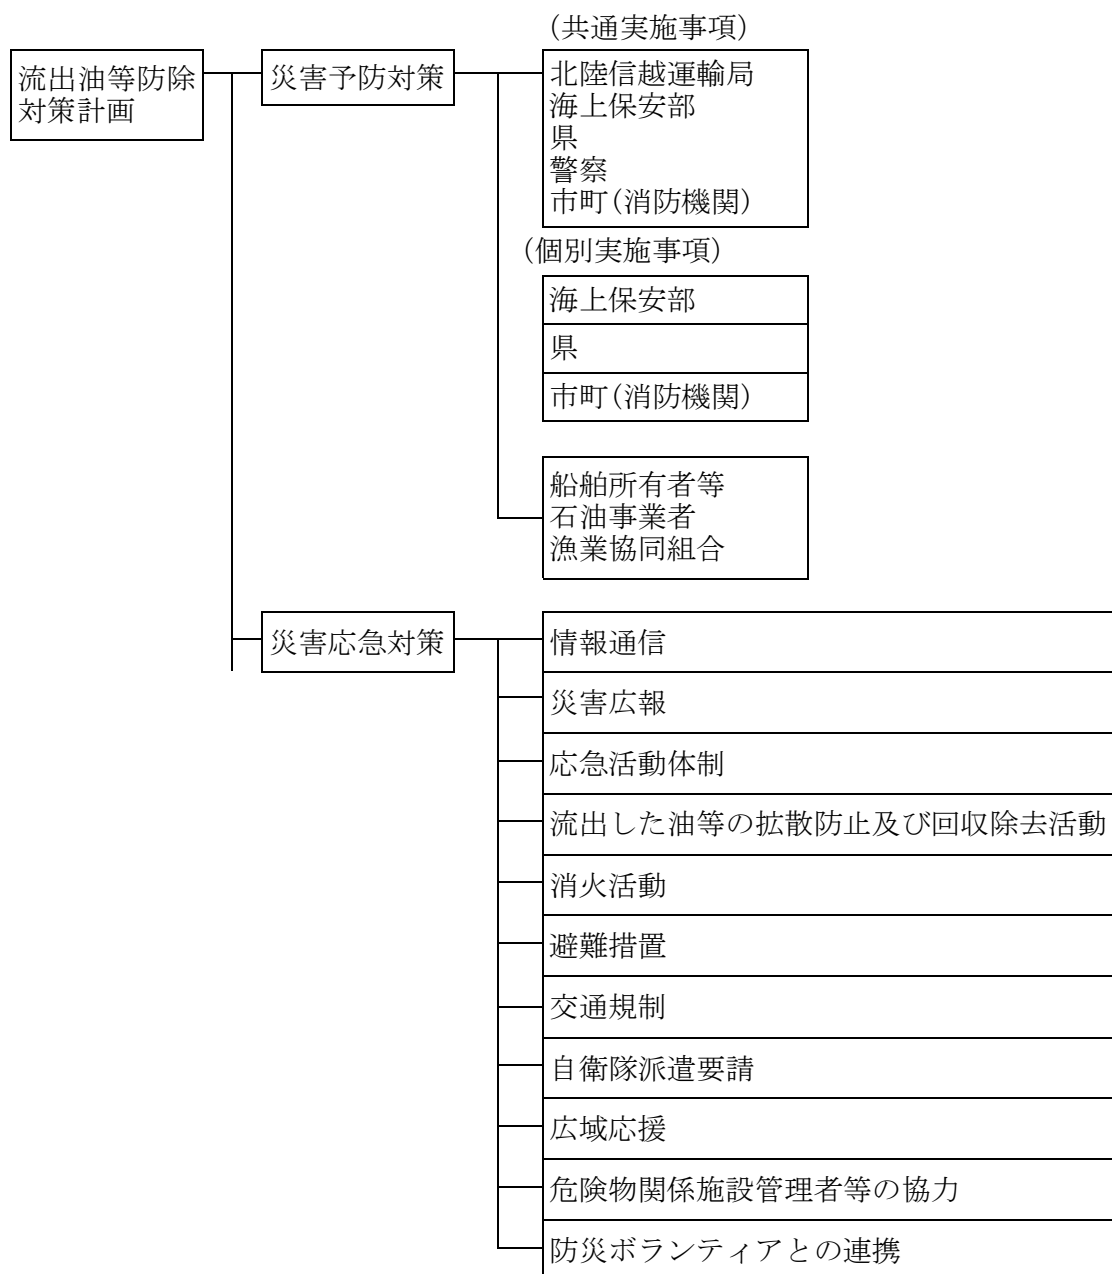 流出油等防除
対策計画
災害予防対策
(共通実施事項)
北陸信越運輸局
海上保安部
県
警察
市町(消防機関)
(個別実施事項)
海上保安部
県
市町(消防機関)
船舶所有者等
石油事業者
漁業協同組合
災害応急対策
情報通信
災害広報
応急活動体制
流出した油等の拡散防止及び回収除去活動
消火活動
避難措置
交通規制
自衛隊派遣要請
広域応援
危険物関係施設管理者等の協力
防災ボランティアとの連携